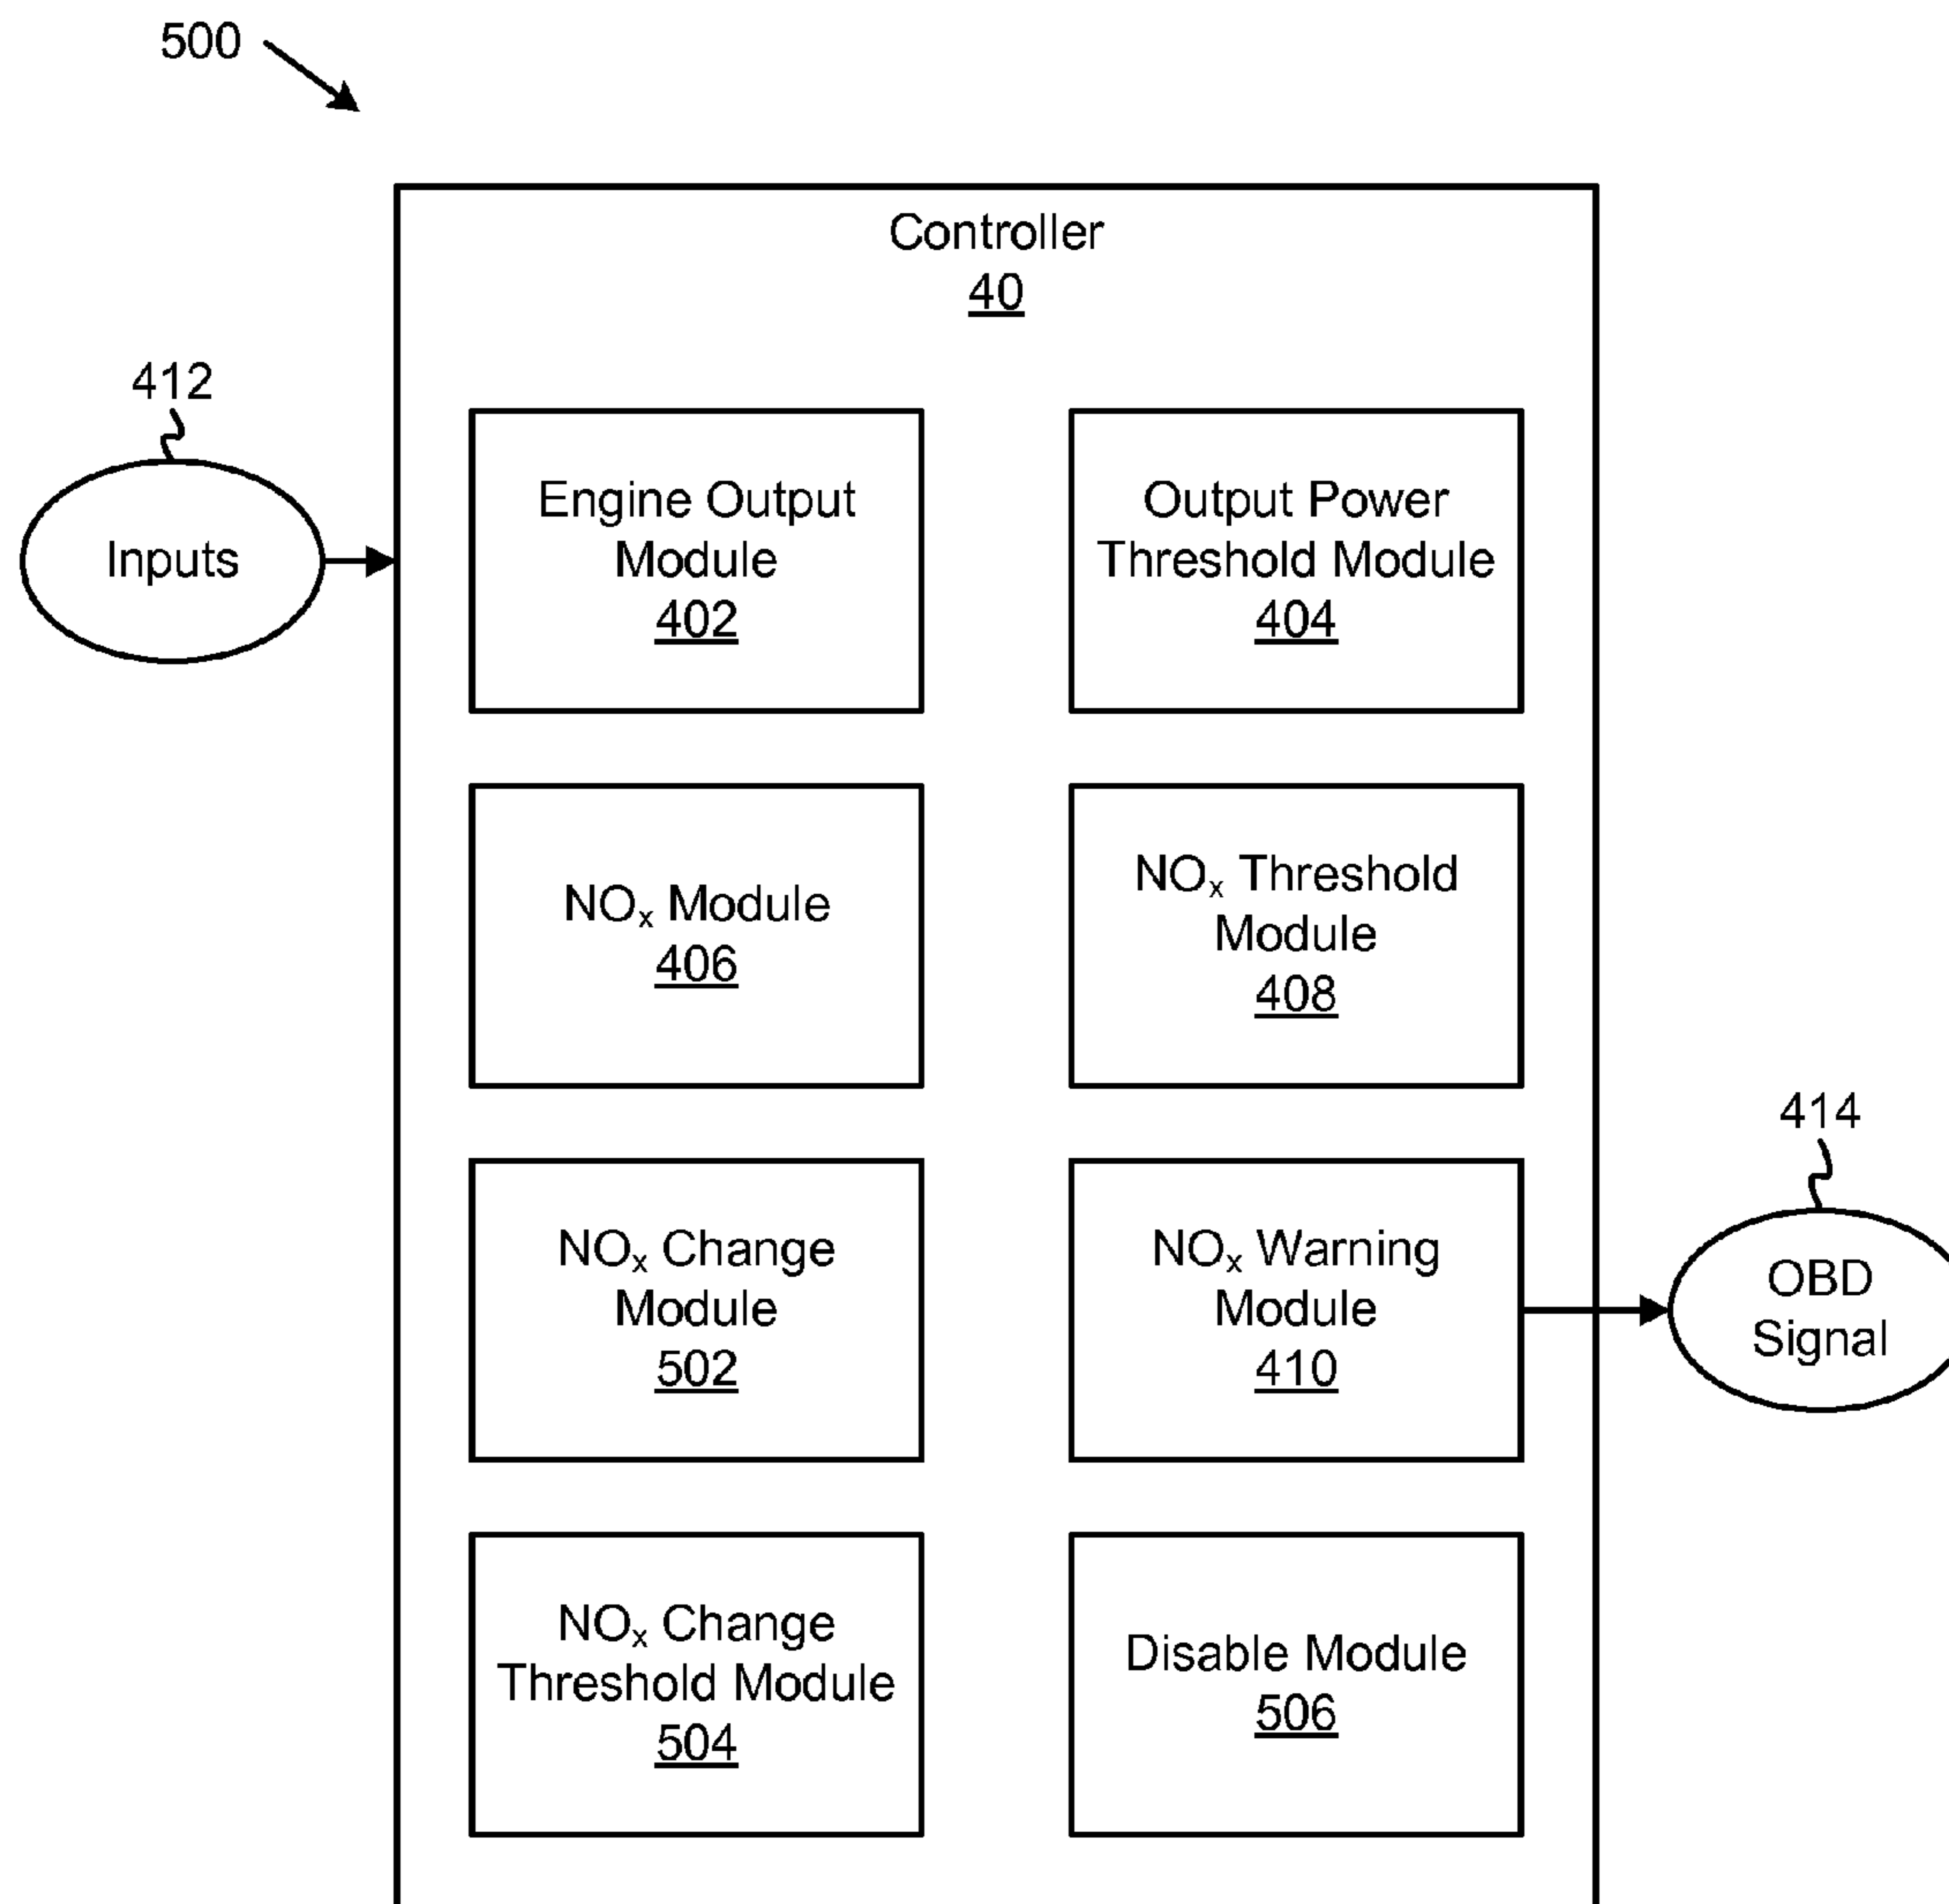 500
Controller
40
412
Inputs
Engine Output
Module
402
Output Power
Threshold Module
404
NOₓ Module
406
NOₓ Threshold
Module
408
NOₓ Change
Module
502
NOₓ Warning
Module
410
414
OBD
Signal
NOₓ Change
Threshold Module
504
Disable Module
506